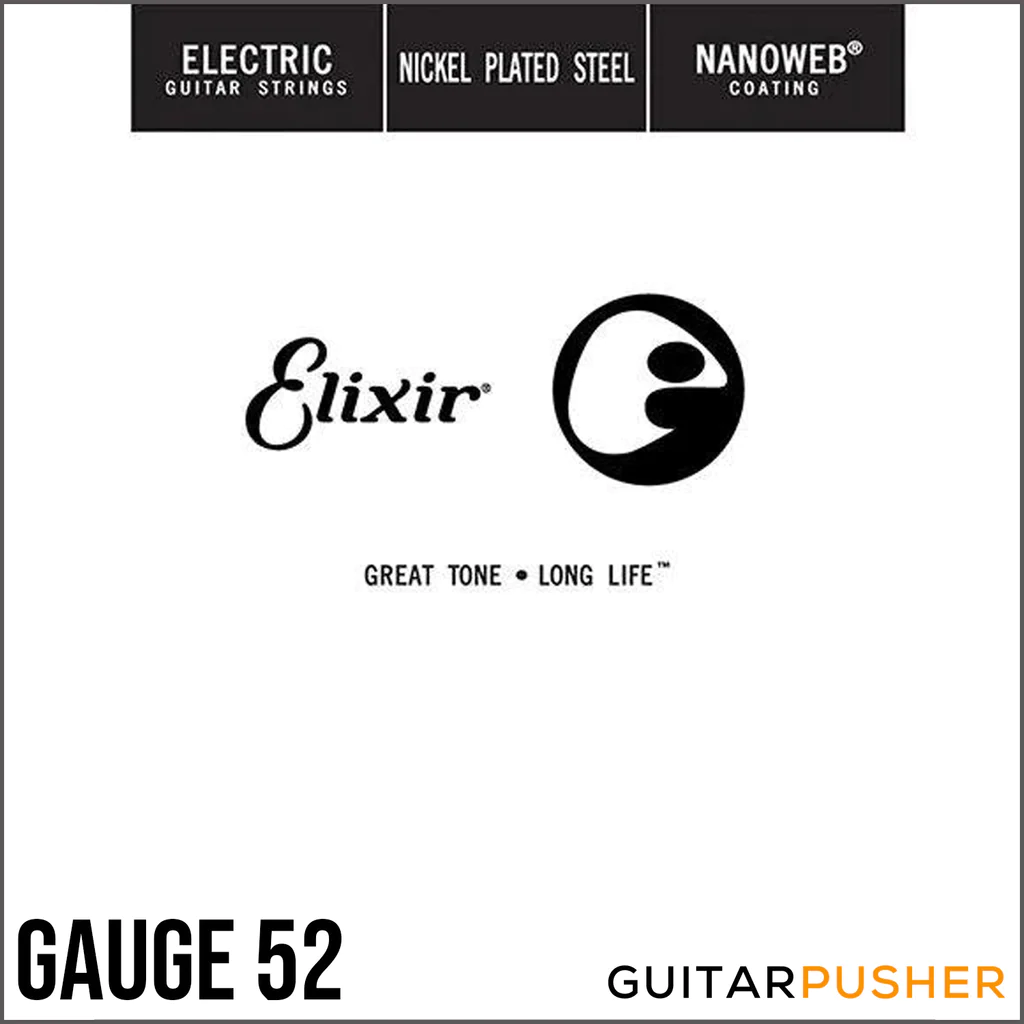 ELECTRIC
GUITAR STRINGS
NICKEL PLATED STEEL
NANOWEB®
COATING
Elixir®
GREAT TONE • LONG LIFE™
GAUGE 52
GUITARPUSHER